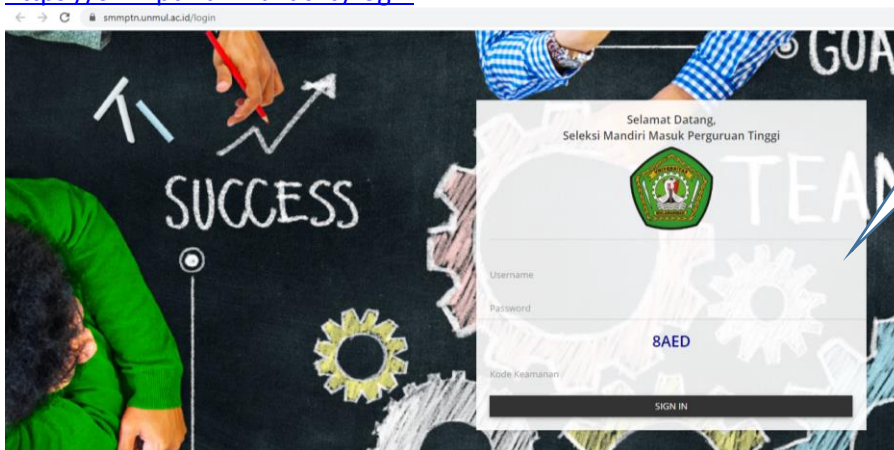 smmptn.unmul.ac.id/login
GOA
Selamat Datang,
Seleksi Mandiri Masuk Perguruan Tinggi
TEAM
SUCCESS
Username
Password
8AED
Kode Keamanan
SIGN IN